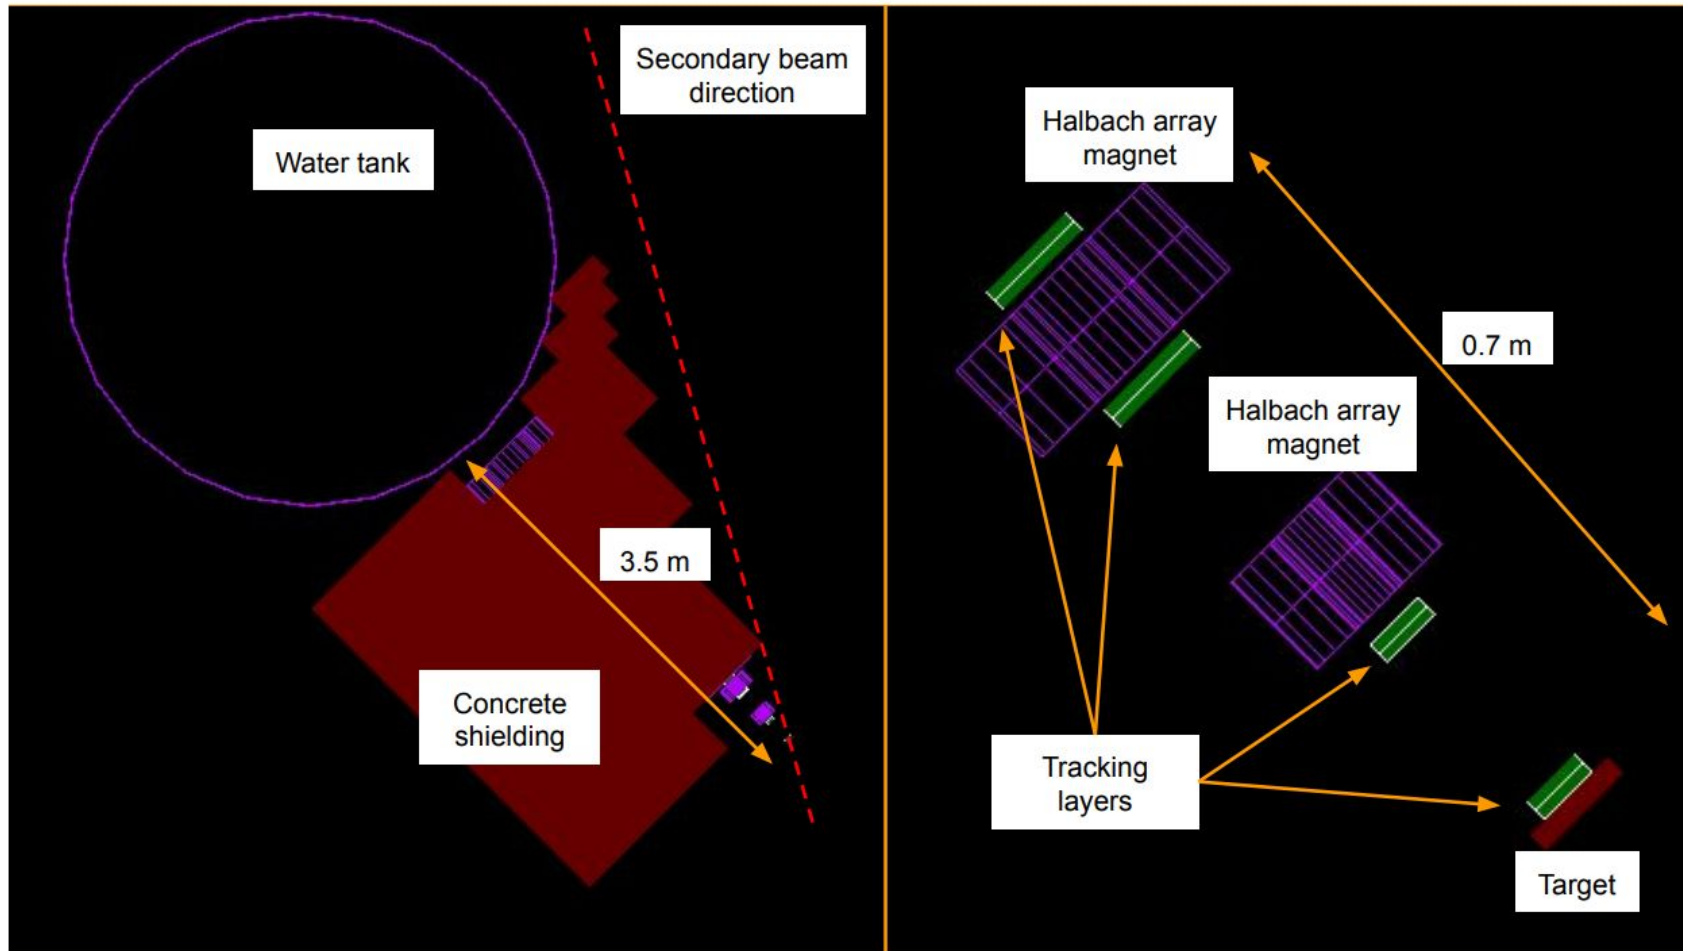 Secondary beam
direction
Water tank
3.5 m
Concrete
shielding
Halbach array
magnet
0.7 m
Halbach array
magnet
Tracking
layers
Target